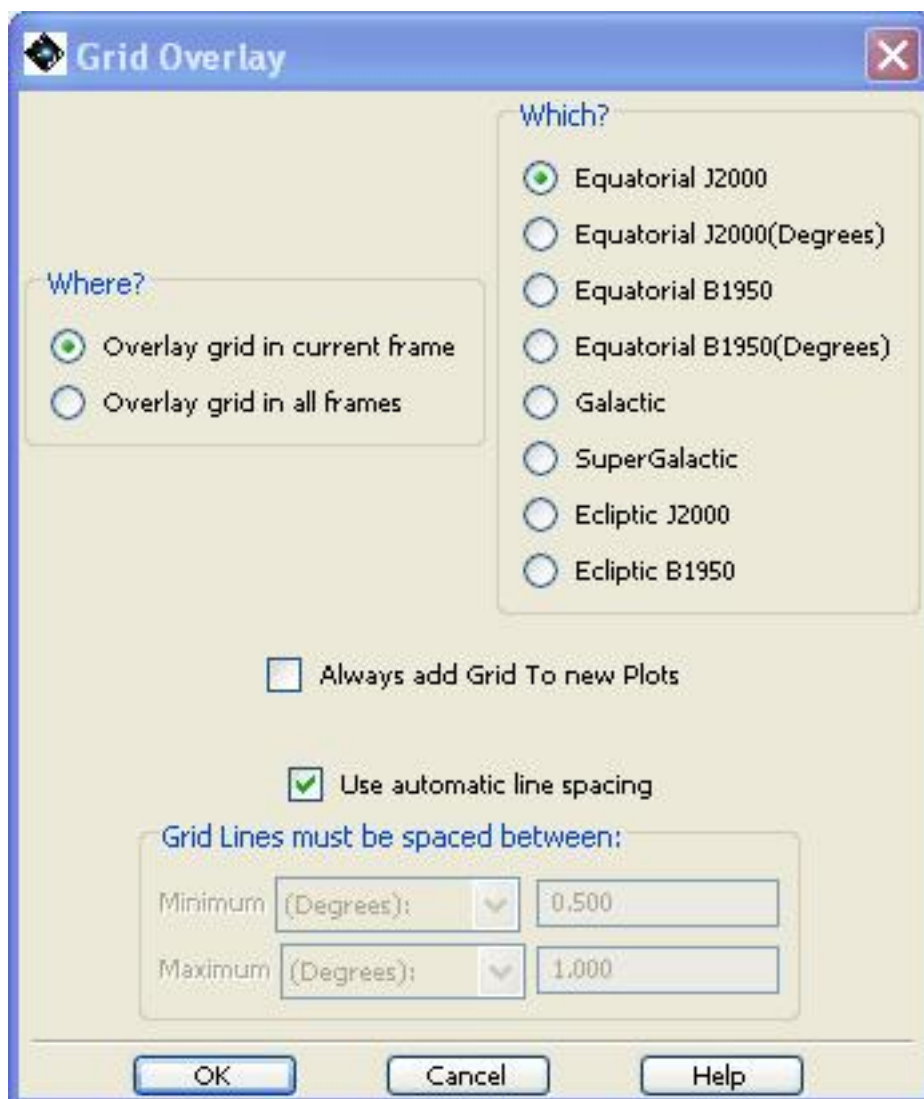 Grid Overlay
Where?
Overlay grid in current frame
Overlay grid in all frames
Which?
Equatorial J2000
Equatorial J2000(Degrees)
Equatorial B1950
Equatorial B1950(Degrees)
Galactic
SuperGalactic
Ecliptic J2000
Ecliptic B1950
Always add Grid To new Plots
Use automatic line spacing
Grid Lines must be spaced between:
Minimum (Degrees): 0.500
Maximum (Degrees): 1.000
OK Cancel Help